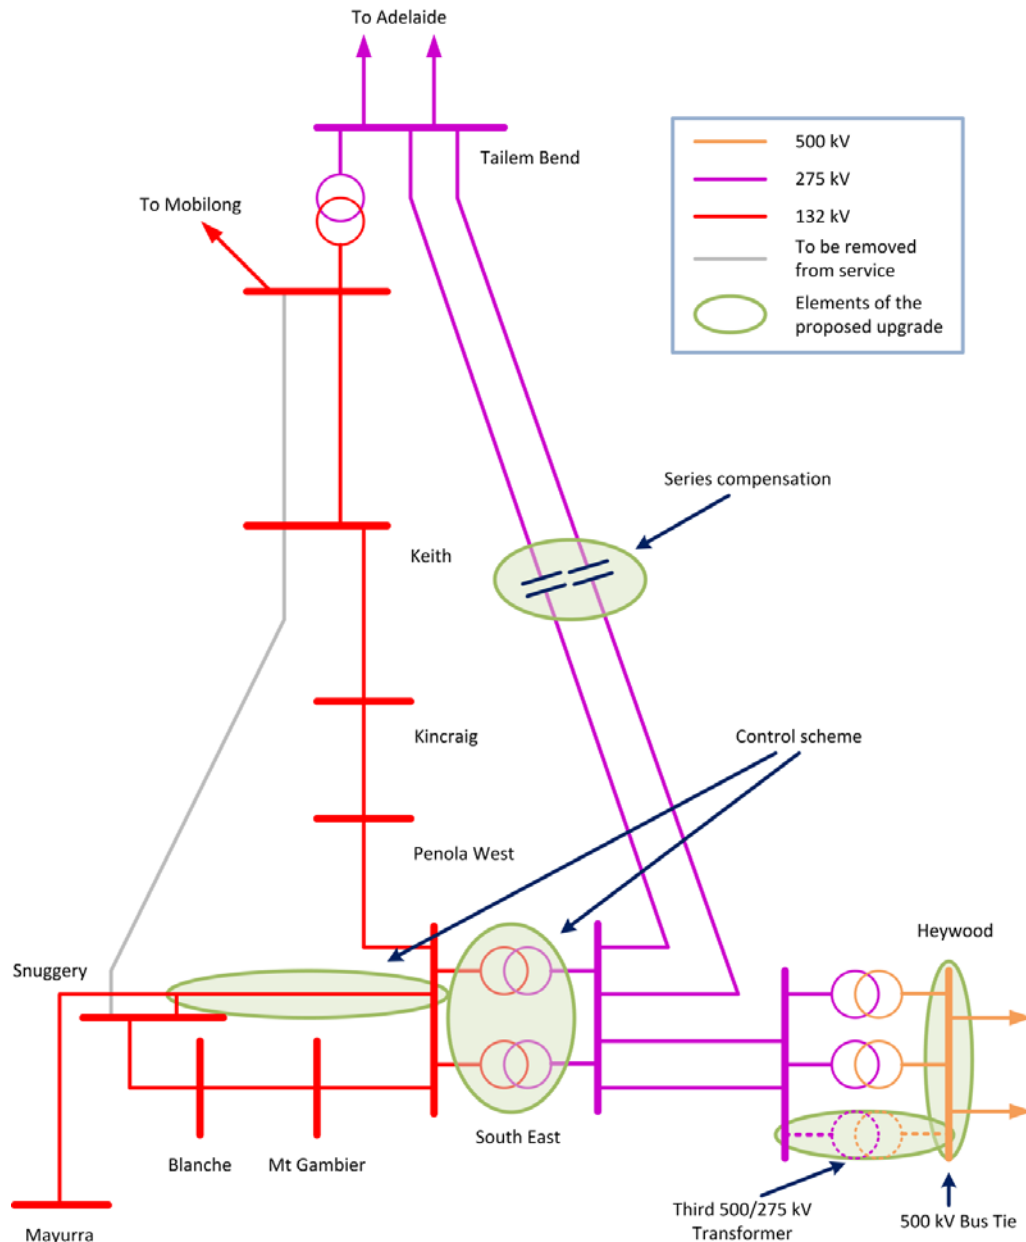 To Adelaide
Tailem Bend
500 kV
275 kV
132 kV
To be removed
from service
Elements of the
proposed upgrade
To Mobilong
Series compensation
Keith
Kincraig
Control scheme
Penola West
Heywood
Snuggery
South East
Blanche
Mt Gambier
Third 500/275 kV
Transformer
500 kV Bus Tie
Mayurra